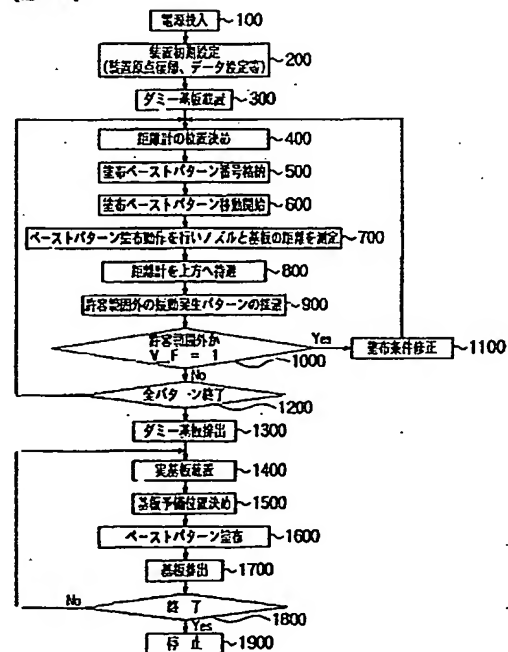 電源投入 ~100
装置初期設定
(装置原点復帰、データ設定等) ~200
ダミー基板載置 ~300
距離計の位置決め ~400
塗布ペーストパターン番号格納 ~500
塗布ペーストパターン移動開始 ~600
ペーストパターン塗布動作を行いノズルと基板の距離を測定 ~700
距離計を上方へ待避 ~800
許容範囲外の振動発生パターンの ~900
許容範囲外か
V_F = 1
Yes
1000
塗布条件修正 ~1100
No
全パターン終了
1200
ダミー基板排出 ~1300
実基板載置 ~1400
基板予備位置決め ~1500
ペーストパターン塗布 ~1600
基板排出 ~1700
No
終了
1800
Yes
停止 ~1900